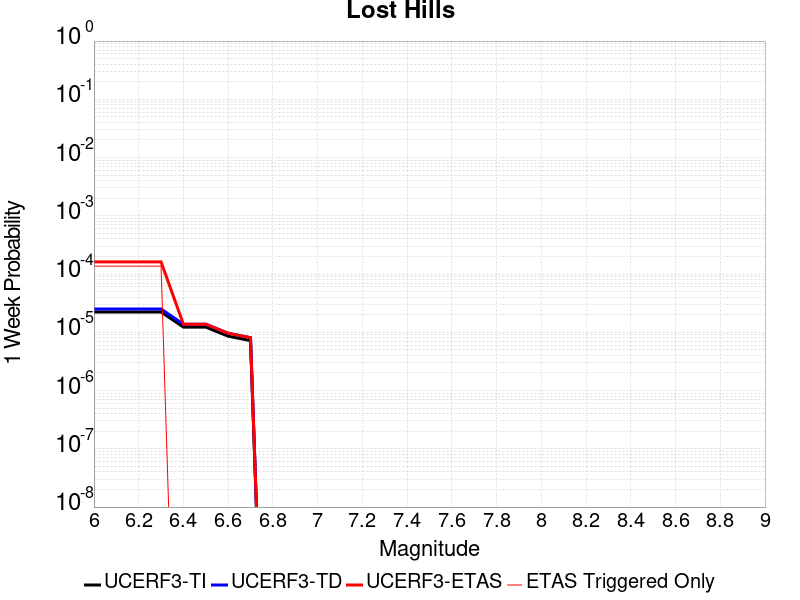 Lost Hills
10 0
10 -1
10 -2
10 -3
10 -4
10 -5
10 -6
10 -7
10 -8
1 Week Probability
6 6.2 6.4 6.6 6.8 7 7.2 7.4 7.6 7.8 8 8.2 8.4 8.6 8.8 9
Magnitude
UCERF3-TI UCERF3-TD UCERF3-ETAS ETAS Triggered Only